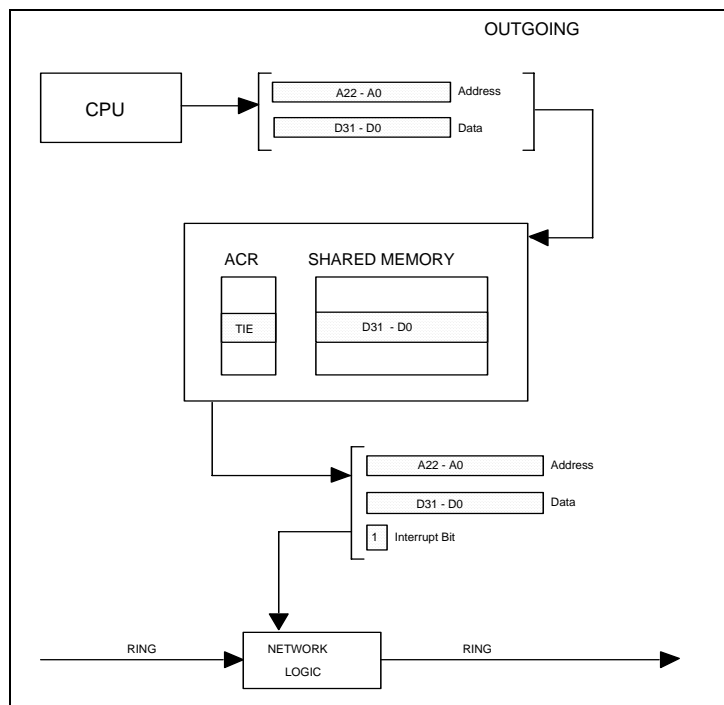 OUTGOING
CPU
A22 - A0 Address
D31 - D0 Data
ACR SHARED MEMORY
TIE D31 - D0
A22 - A0 Address
D31 - D0 Data
1 Interrupt Bit
RING NETWORK RING
LOGIC